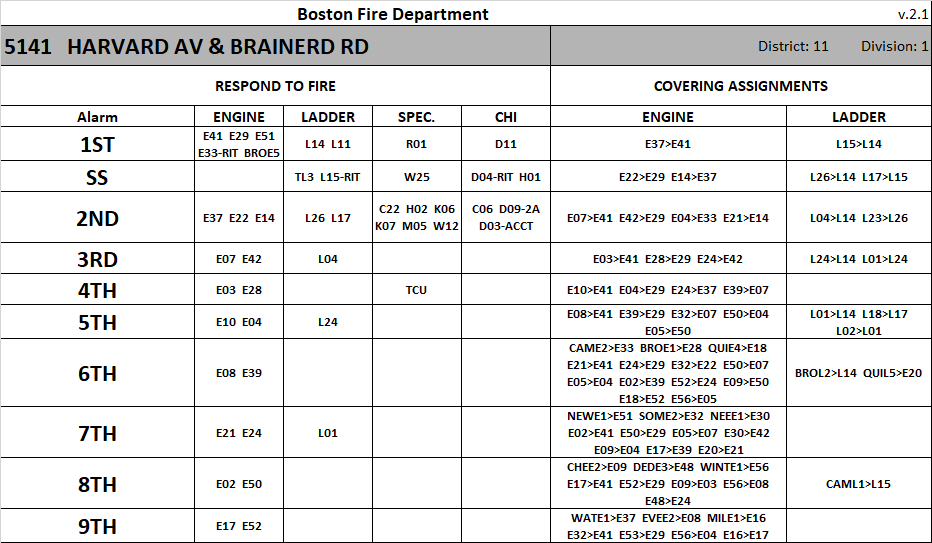 Boston Fire Department v.2.1
5141 HARVARD AV & BRAINERD RD District: 11 Division: 1
RESPOND TO FIRE COVERING ASSIGNMENTS
Alarm ENGINE LADDER SPEC. CHI ENGINE LADDER
1ST E41 E29 E51 L14 L11 R01 D11 E37>E41 L15>L14
E33-RIT BROE5
SS TL3 L15-RIT W25 D04-RIT H01 E22>E29 E14>E37 L26>L14 L17>L15
2ND E37 E22 E14 L26 L17 C22 H02 K06 C06 D09-2A E07>E41 E42>E29 E04>E33 E21>E14 L04>L14 L23>L26
K07 M05 W12 D03-ACCT
3RD E07 E42 L04 E03>E41 E28>E29 E24>E42 L24>L14 L01>L24
4TH E03 E28 TCU E10>E41 E04>E29 E24>E37 E39>E07
5TH E10 E04 L24 E08>E41 E39>E29 E32>E07 E50>E04 L01>L14 L18>L17
E05>E50 L02>L01
6TH E08 E39 CAME2>E33 BROE1>E28 QUIE4>E18 BROL2>L14 QUIL5>E20
E21>E41 E24>E29 E32>E22 E50>E07
E05>E04 E02>E39 E52>E24 E09>E50
E18>E52 E56>E05
7TH E21 E24 L01 NEWE1>E51 SOME2>E32 NEEE1>E30
E02>E41 E50>E29 E05>E07 E30>E42
E09>E04 E17>E39 E20>E21
8TH E02 E50 CHEE2>E09 DEDE3>E48 WINTE1>E56 CAML1>L15
E17>E41 E52>E29 E09>E03 E56>E08
E48>E24
9TH E17 E52 WATE1>E37 EVEE2>E08 MILE1>E16
E32>E41 E53>E29 E56>E04 E16>E17